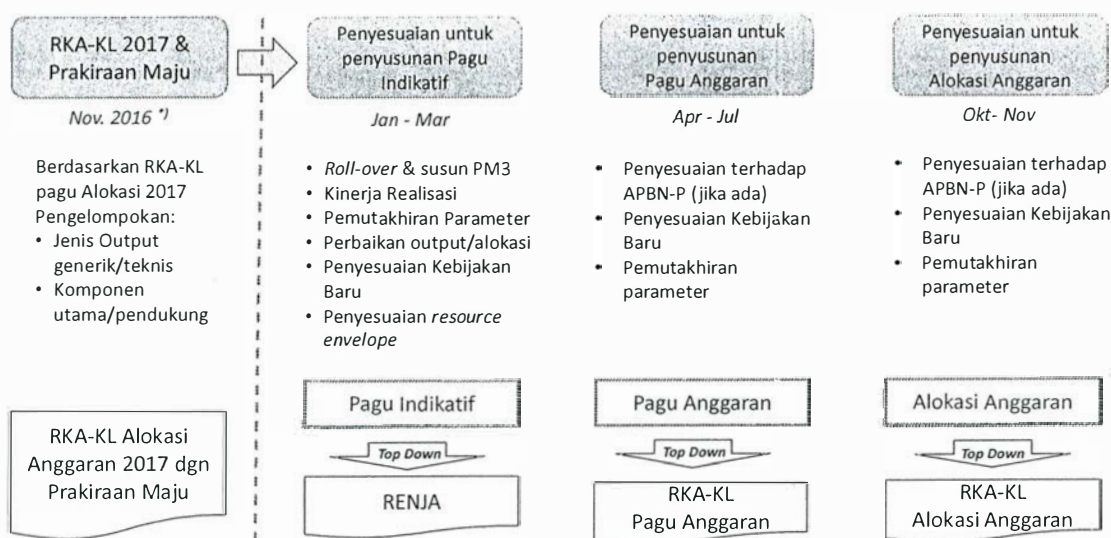 RKA-KL 2017 &
Prakiraan Maju
Nov. 2016 *)
Berdasarkan RKA-KL
pagu Alokasi 2017
Pengelompokan:
• Jenis Output
generik/teknis
• Komponen
utama/pendukung
RKA-KL Alokasi
Anggaran 2017 dgn
Prakiraan Maju
Penyesuaian untuk
penyusunan Pagu
Indikatif
Jan - Mar
• Roll-over & susun PM3
• Kinerja Realisasi
• Pemutakhiran Parameter
• Perbaikan output/alokasi
• Penyesuaian Kebijakan
Baru
• Penyesuaian resource
envelope
Pagu Indikatif
Top Down
RENJA
Penyesuaian untuk
penyusunan
Pagu Anggaran
Apr - Jul
• Penyesuaian terhadap
APBN-P (jika ada)
• Penyesuaian Kebijakan
Baru
• Pemutakhiran
parameter
Pagu Anggaran
Top Down
RKA-KL
Pagu Anggaran
Penyesuaian untuk
penyusunan
Alokasi Anggaran
Okt- Nov
• Penyesuaian terhadap
APBN-P (jika ada)
• Penyesuaian Kebijakan
Baru
• Pemutakhiran
parameter
Alokasi Anggaran
Top Down
RKA-KL
Alokasi Anggaran